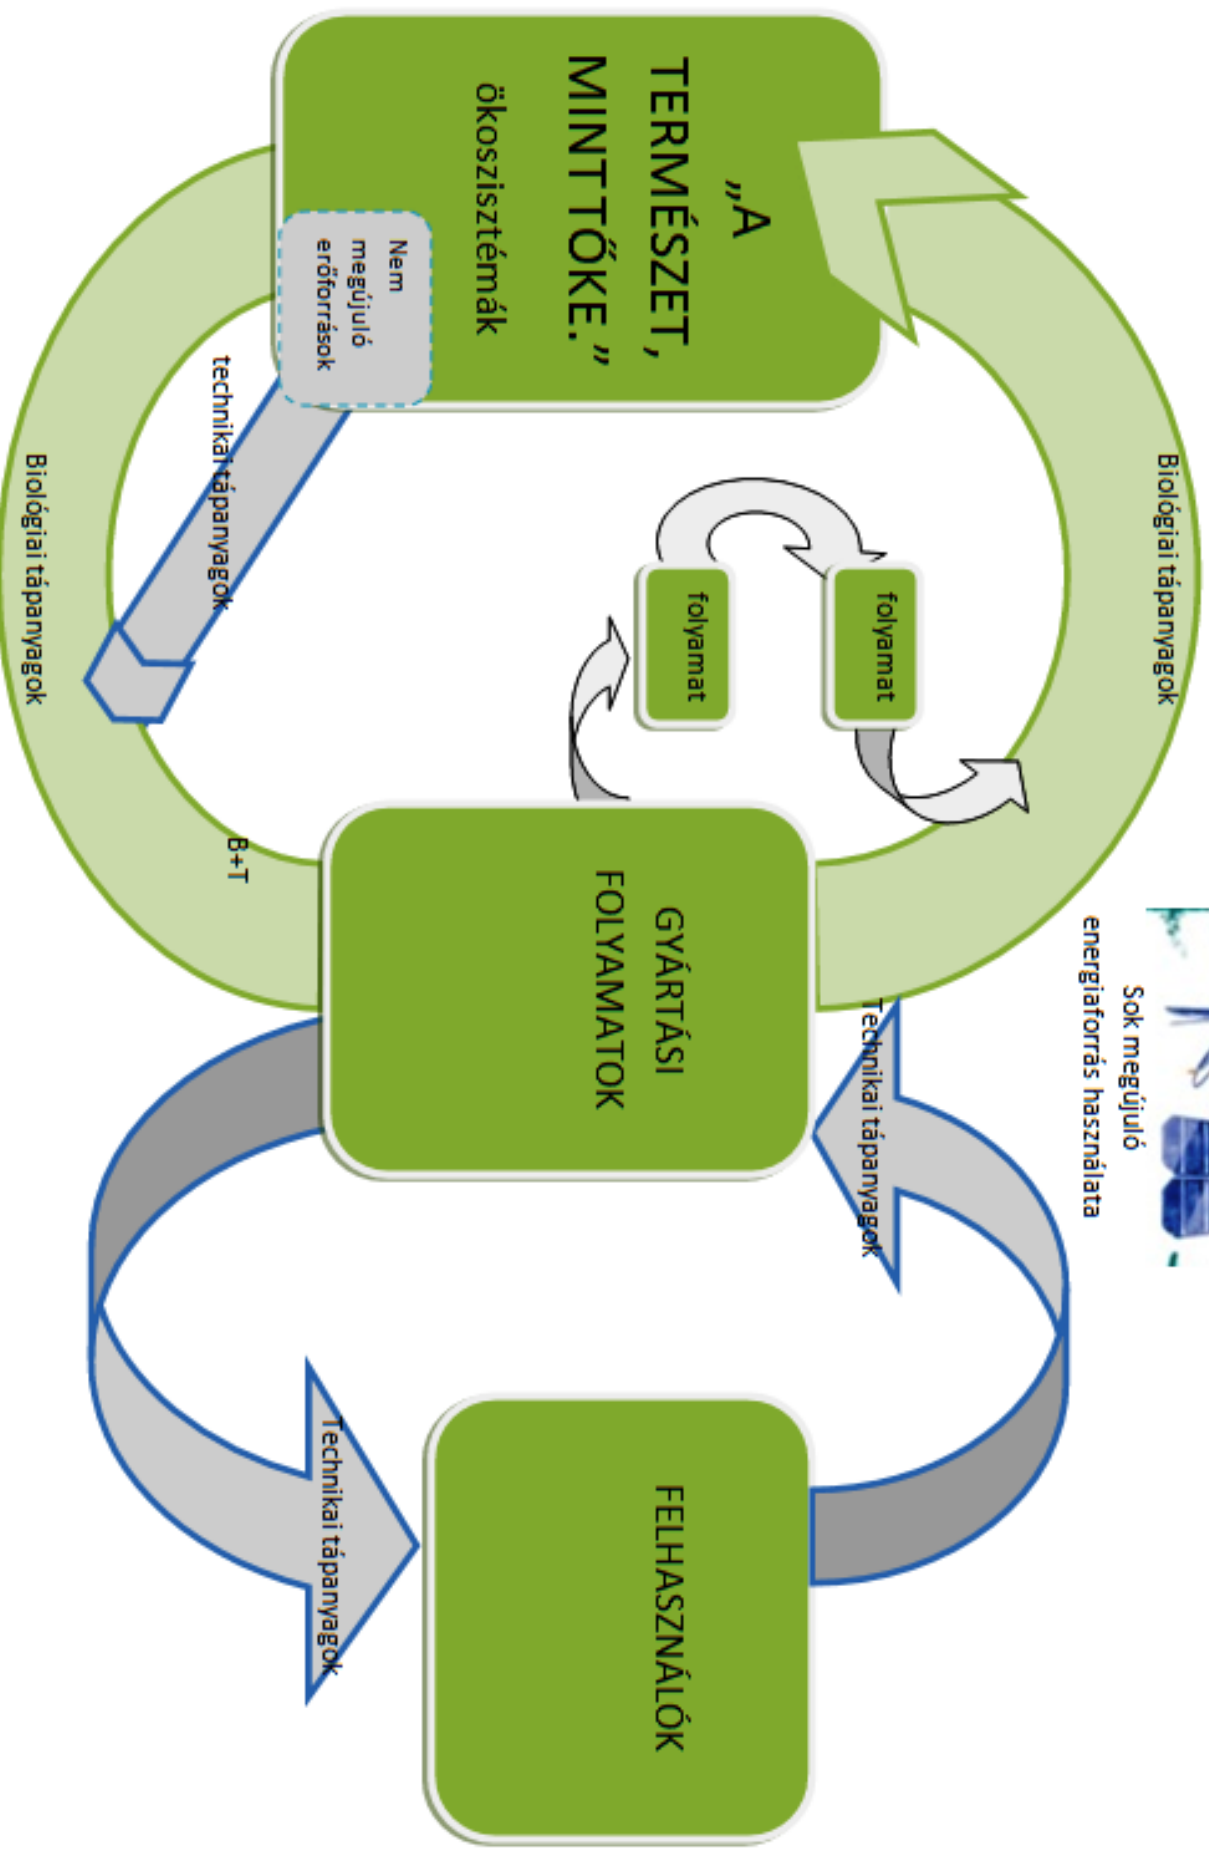 Sok megújuló
energiaforrás használata
Biológiai tápanyagok
„A
TERMÉSZET,
MINT TŐKE.”
ökoszisztémák
Nem
megújuló
erőforrások
folyamat
folyamat
GYÁRTÁSI
FOLYAMATOK
Technikai tápanyagok
FELHASZNÁLÓK
technikai tápanyagok
B+T
Technikai tápanyagok
Biológiai tápanyagok